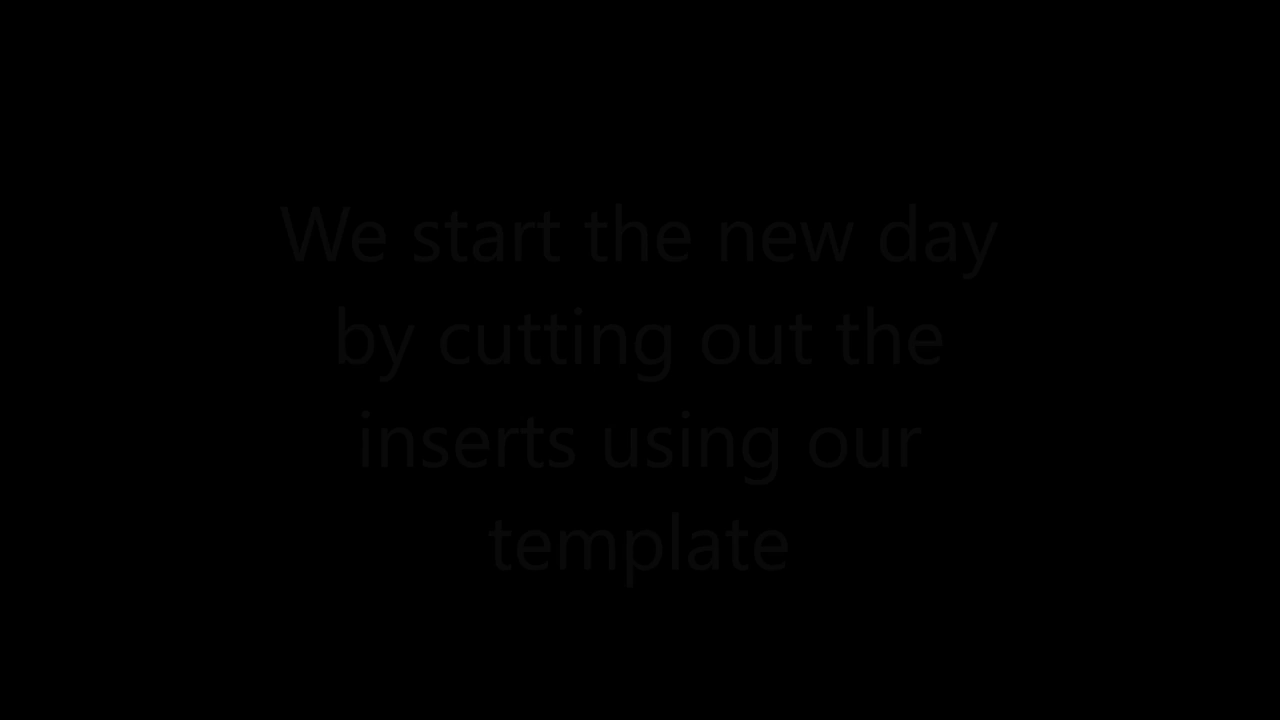 We start the new day
by cutting out the
inserts using our
template